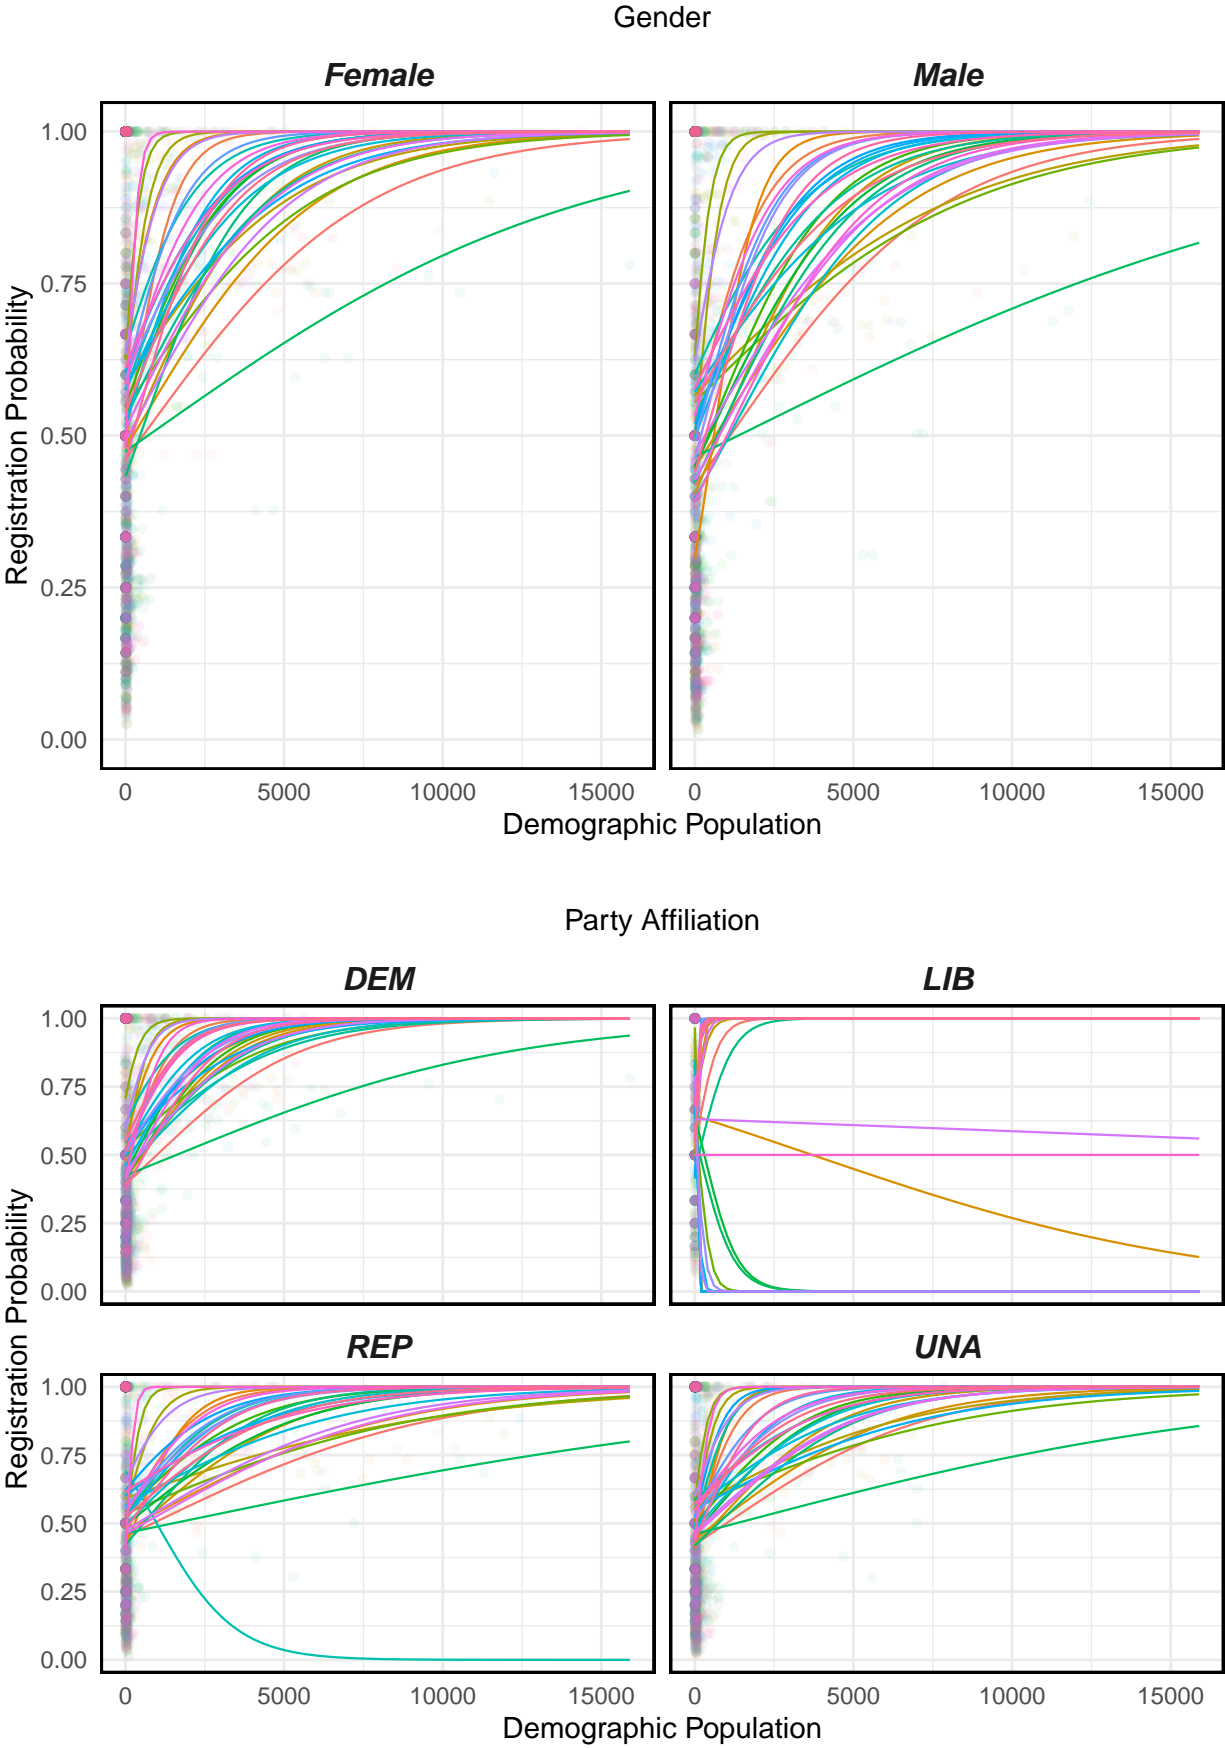 Gender
Female Male
1.00
0.75
0.50
0.25
0.00
Registration Probability
0 5000 10000 15000 0 5000 10000 15000
Demographic Population
Party Affiliation
DEM LIB
1.00
0.75
0.50
0.25
0.00
Registration Probability
REP UNA
1.00
0.75
0.50
0.25
0.00
0 5000 10000 15000 0 5000 10000 15000
Demographic Population